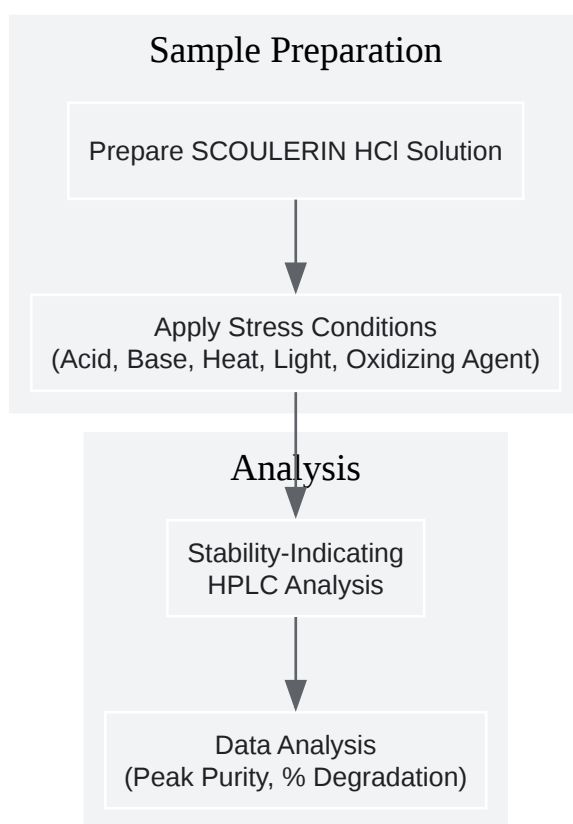 Sample Preparation
Prepare SCOULERIN HCl Solution
Apply Stress Conditions
(Acid, Base, Heat, Light, Oxidizing Agent)
Analysis
Stability-Indicating
HPLC Analysis
Data Analysis
(Peak Purity, % Degradation)